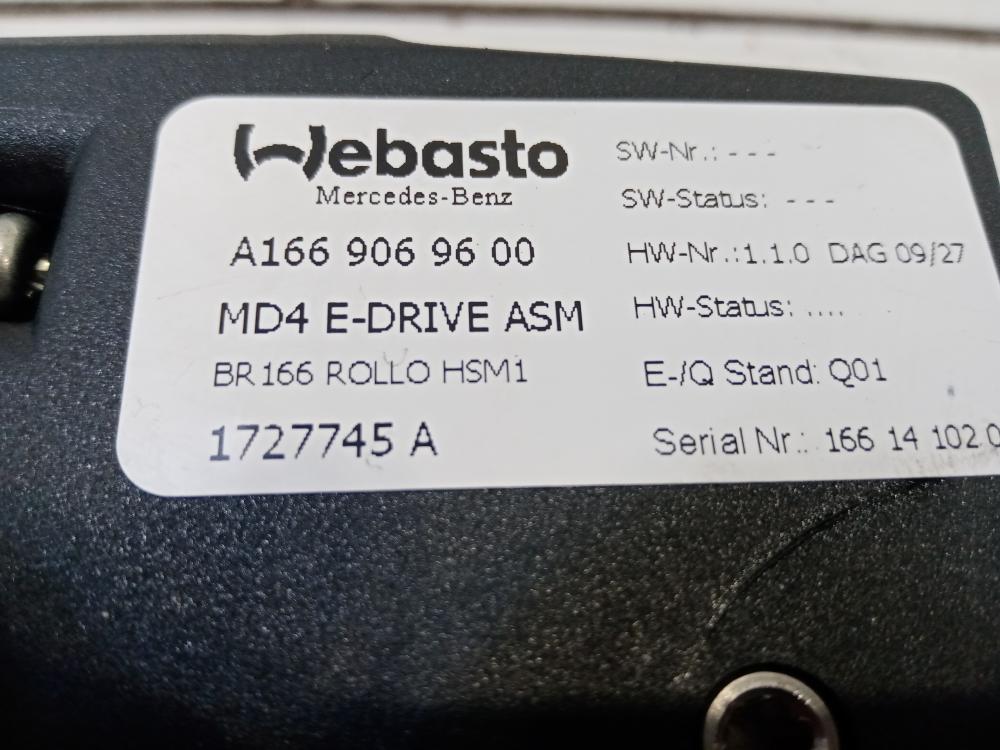 Webasto
Mercedes-Benz
A166 906 96 00
MD4 E-DRIVE ASM
BR166 ROLLO HSM1
1727745 A
SW-Nr.: - - -
SW-Status: - - -
HW-Nr.:1.1.0 DAG 09/27
HW-Status: ....
E-/Q Stand: Q01
Serial Nr.: 166 14 102 0